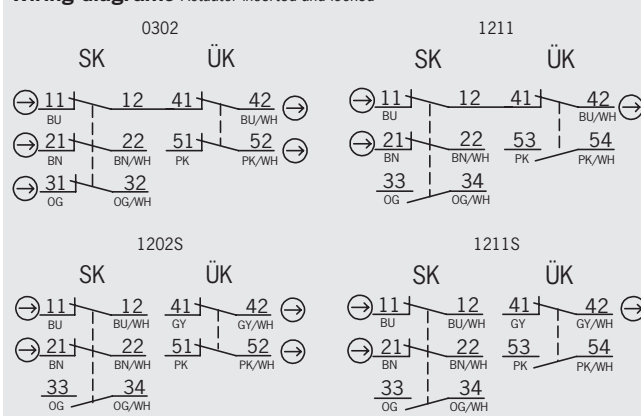 Wiring diagrams Actuator inserted and locked
0302
SK ÜK
11 12 41 42
BU BU/WH
21 22 51 52
BN BN/WH PK PK/WH
31 32
OG OG/WH
1211
SK ÜK
11 12 41 42
BU BU/WH
21 22 53 54
BN BN/WH PK PK/WH
33 34
OG OG/WH
1202S
SK ÜK
11 12 41 42
BU BU/WH GY GY/WH
21 22 51 52
BN BN/WH PK PK/WH
33 34
OG OG/WH
1211S
SK ÜK
11 12 41 42
BU BU/WH GY GY/WH
21 22 53 54
BN BN/WH PK PK/WH
33 34
OG OG/WH